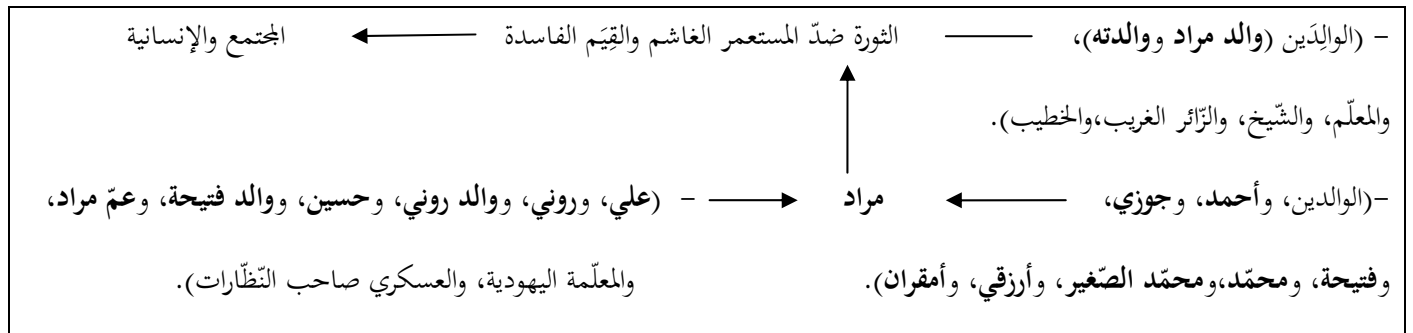 – (الوالِدَين (والد مراد ووالدته)، الثورة ضدّ المستعمر الغاشم والقِيَم الفاسدة المجتمع والإنسانية
والمعلّم، والشّيخ، والزّائر الغريب،والخطيب).
–(الوالدين، وأحمد، وجوزي، مراد – (علي، وروني، ووالد روني، وحسين، ووالد فتيحة، وعمّ مراد،
وفتيحة، ومحمّد،ومحمّد الصّغير، وأرزقي، وأمقران). والمعلّمة اليهودية، والعسكري صاحب النّظّارات).